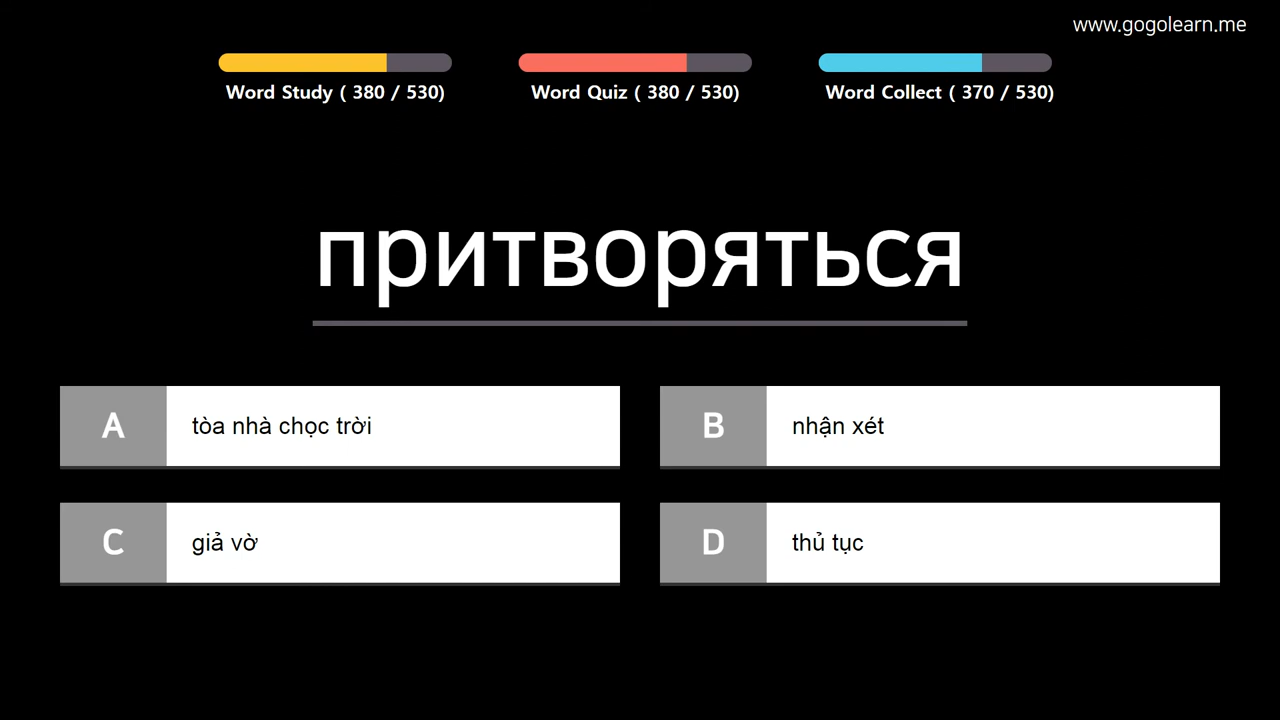 www.gogolearn.me
Word Study ( 380 / 530)
Word Quiz ( 380 / 530)
Word Collect ( 370 / 530)
притворяться
A tòa nhà chọc trời
B nhận xét
C giả vờ
D thủ tục